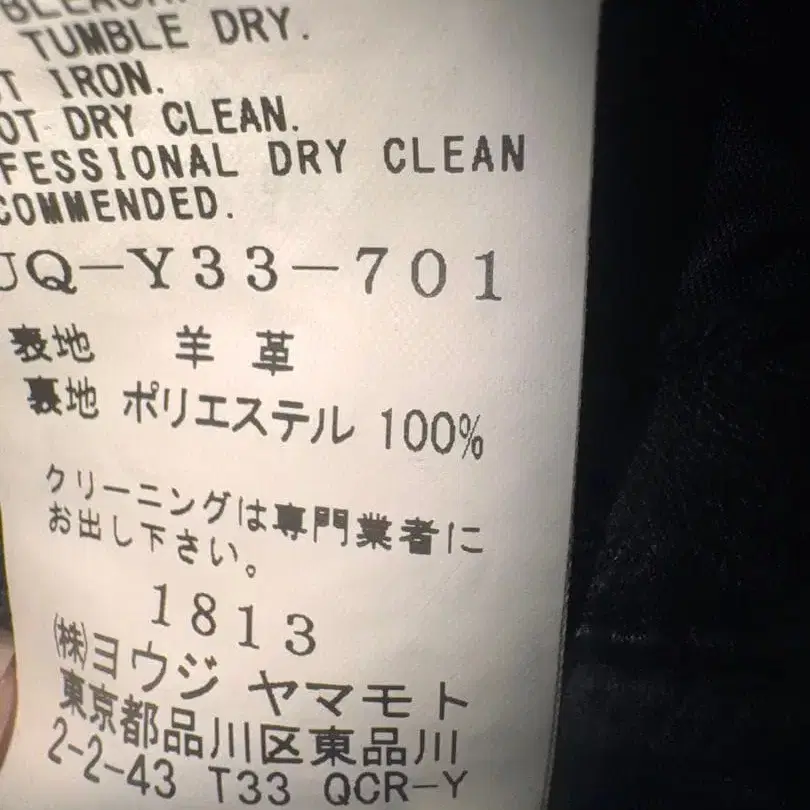 BLEACH.
TUMBLE DRY.
T IRON.
OT DRY CLEAN.
FESSIONAL DRY CLEAN
COMMENDED.
UQ-Y33-701
表地 羊革
裏地 ポリエステル 100%
クリーニングは専門業者に
お出し下さい。
1813
㈱ヨウジ ヤマモト
東京都品川区東品川
2-2-43 T33 QCR-Y